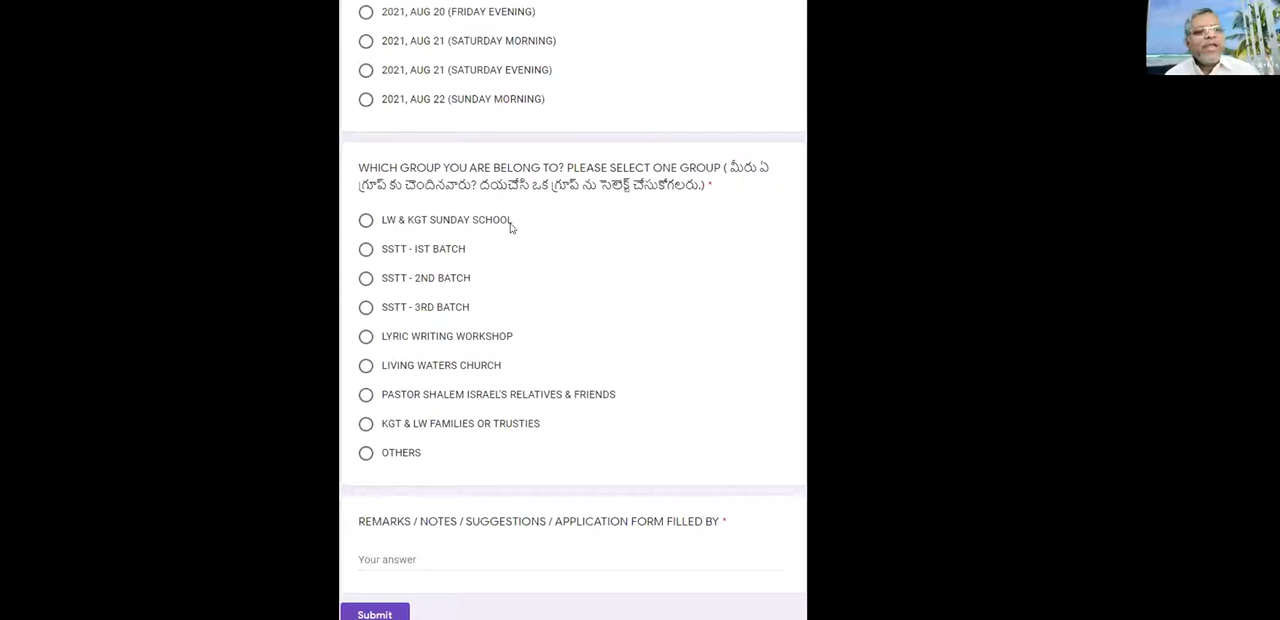 2021, AUG 20 (FRIDAY EVENING)
2021, AUG 21 (SATURDAY MORNING)
2021, AUG 21 (SATURDAY EVENING)
2021, AUG 22 (SUNDAY MORNING)
WHICH GROUP YOU ARE BELONG TO? PLEASE SELECT ONE GROUP ( మీరు ఏ
గ్రూప్ కు చెందినవారు? దయచేసి ఒక గ్రూప్ ను సెలెక్ట్ చేసుకోగలరు.) *
LW & KGT SUNDAY SCHOOL
SSTT - IST BATCH
SSTT - 2ND BATCH
SSTT - 3RD BATCH
LYRIC WRITING WORKSHOP
LIVING WATERS CHURCH
PASTOR SHALEM ISRAEL'S RELATIVES & FRIENDS
KGT & LW FAMILIES OR TRUSTIES
OTHERS
REMARKS / NOTES / SUGGESTIONS / APPLICATION FORM FILLED BY *
Your answer
Submit